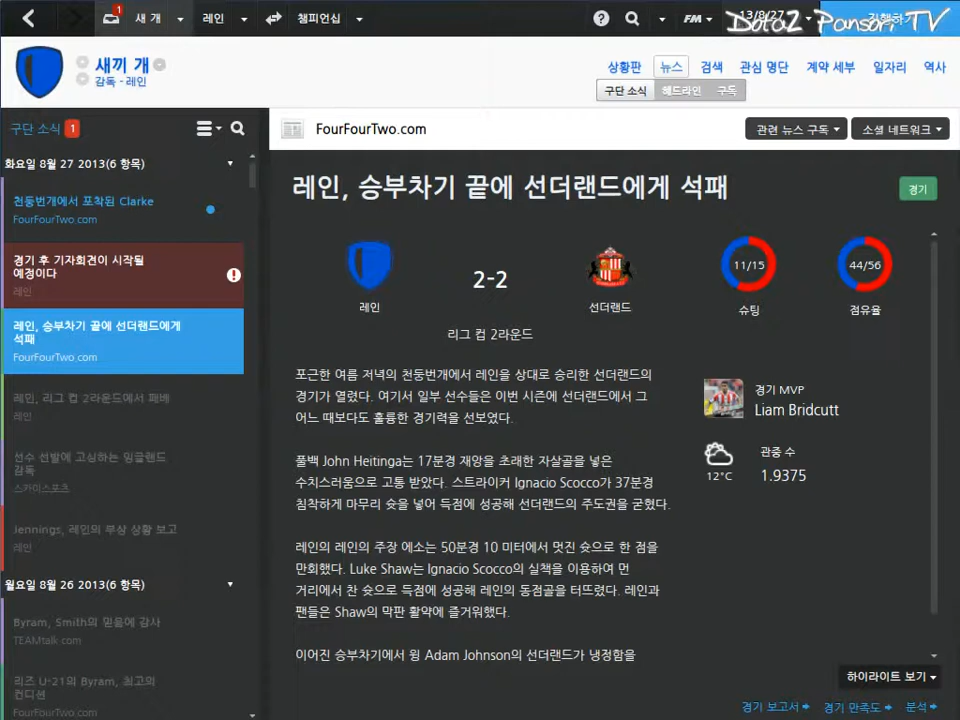 1
새 개
레인
챔피언십
FM
13/8/27
Dota2 Pansori TV
새끼 개
감독 - 레인
상황판
뉴스
검색
관심 명단
계약 세부
일자리
역사
구단 소식
헤드라인
구독
구단 소식 1
FourFourTwo.com
관련 뉴스 구독
소셜 네트워크
화요일 8월 27 2013(6 항목)
천둥번개에서 포착된 Clarke
FourFourTwo.com
경기 후 기자회견이 시작될
예정이다
레인
레인, 승부차기 끝에 선더랜드에게
석패
FourFourTwo.com
레인, 리그 컵 2라운드에서 패배
레인
선수 선발에 고심하는 잉글랜드
감독
스카이스포츠
Jennings, 레인의 부상 상황 보고
레인
월요일 8월 26 2013(6 항목)
Byram, Smith의 믿음에 감사
TEAMtalk.com
리즈 U-21의 Byram, 최고의
컨디션
FourFourTwo.com
레인, 승부차기 끝에 선더랜드에게 석패
경기
2-2
레인
선더랜드
리그 컵 2라운드
11/15
슈팅
44/56
점유율
포근한 여름 저녁의 천둥번개에서 레인을 상대로 승리한 선더랜드의
경기가 열렸다. 여기서 일부 선수들은 이번 시즌에 선더랜드에서 그
어느 때보다도 훌륭한 경기력을 선보였다.
풀백 John Heitinga는 17분경 재앙을 초래한 자살골을 넣은
수치스러움으로 고통 받았다. 스트라이커 Ignacio Scocco가 37분경
침착하게 마무리 슛을 넣어 득점에 성공해 선더랜드의 주도권을 굳혔다.
레인의 레인의 주장 에소는 50분경 10 미터에서 멋진 슛으로 한 점을
만회했다. Luke Shaw는 Ignacio Scocco의 실책을 이용하여 먼
거리에서 찬 슛으로 득점에 성공해 레인의 동점골을 터뜨렸다. 레인과
팬들은 Shaw의 막판 활약에 즐거워했다.
이어진 승부차기에서 윙 Adam Johnson의 선더랜드가 냉정함을
경기 MVP
Liam Bridcutt
12°C
관중 수
1.9375
하이라이트 보기
경기 보고서
경기 만족도
분석